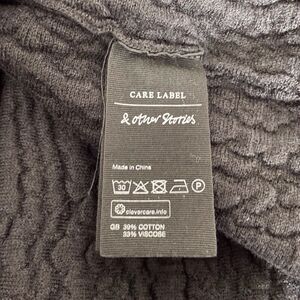 CARE LABEL
& other Stories
Made in China
30 P
clevercare.info
GB 39% COTTON
33% VISCOSE